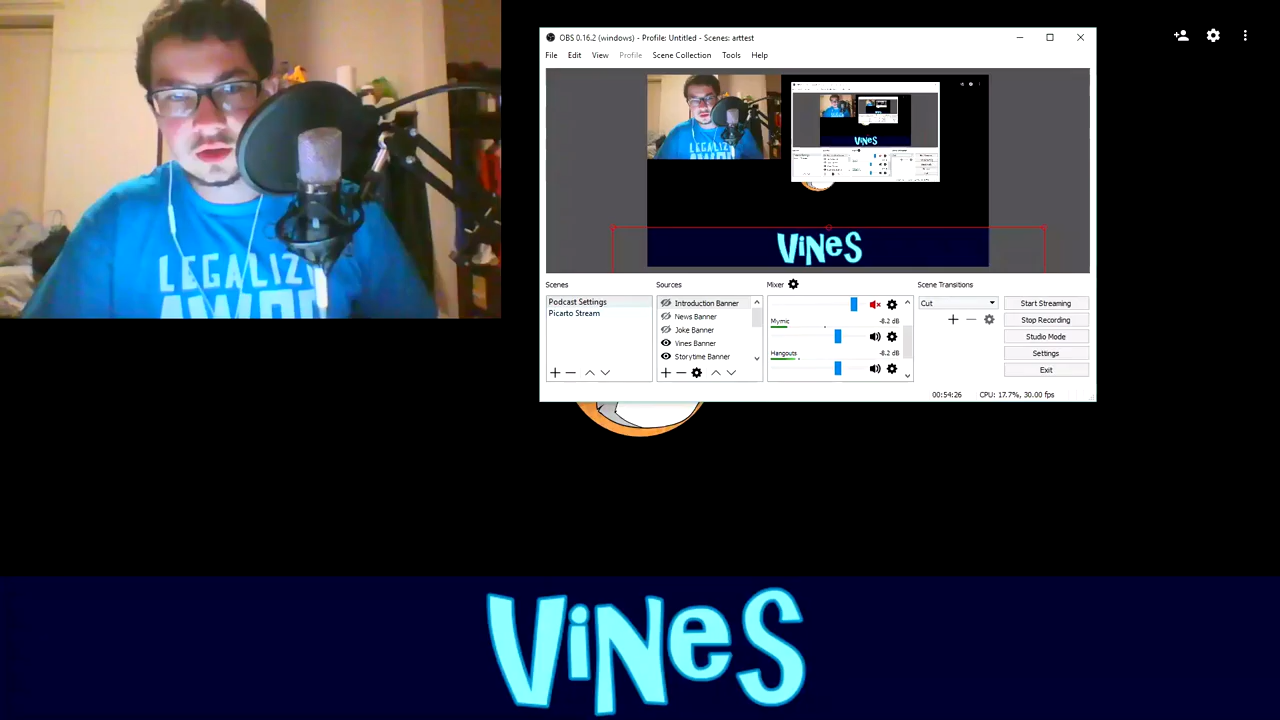 LEGALIZ
OBS 0.16.2 (windows) - Profile: Untitled - Scenes: arttest
File Edit View Profile Scene Collection Tools Help
ViNeS
Scenes Sources Mixer Scene Transitions
Podcast Settings
Picarto Stream
Introduction Banner
News Banner
Joke Banner
Vines Banner
Storytime Banner
-8.2 dB
Mymic
-8.2 dB
Hangouts
Cut
Start Streaming
Stop Recording
Studio Mode
Settings
Exit
00:54:26 CPU: 17.7%, 30.00 fps
ViNeS